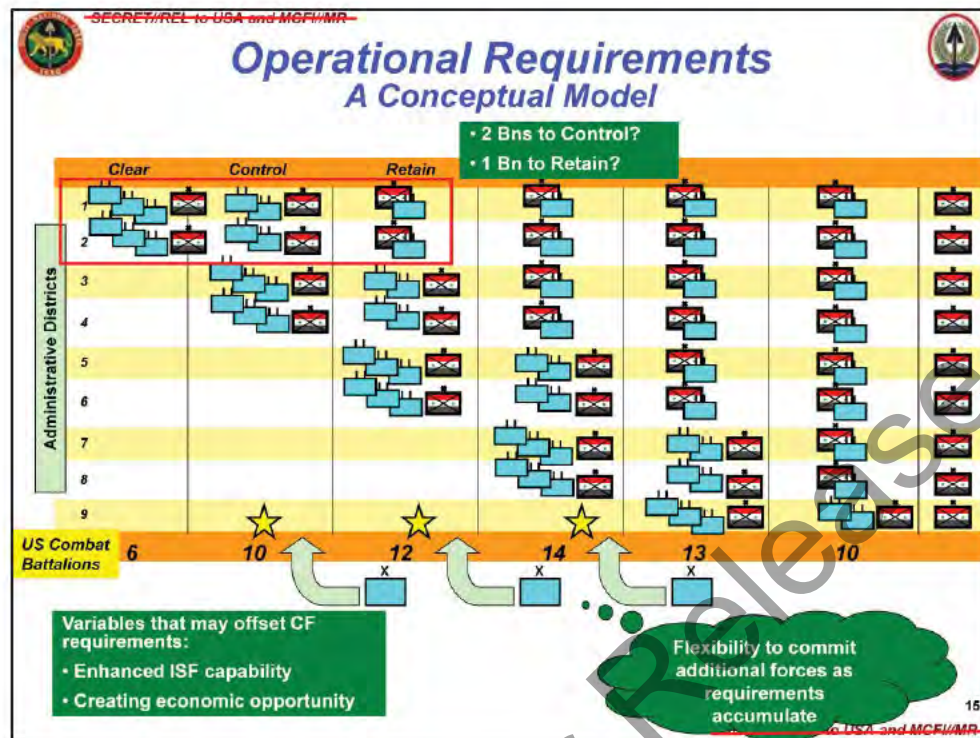 SECRET//REL to USA and MCFI//MR
Operational Requirements
A Conceptual Model
• 2 Bns to Control?
• 1 Bn to Retain?
Clear Control Retain
Administrative Districts
1
2
3
4
5
6
7
8
9
US Combat
Battalions
6 10 12 14 13 10
X X X
Variables that may offset CF
requirements:
• Enhanced ISF capability
• Creating economic opportunity
Flexibility to commit
additional forces as
requirements
accumulate
15
to USA and MCFI//MR
Release